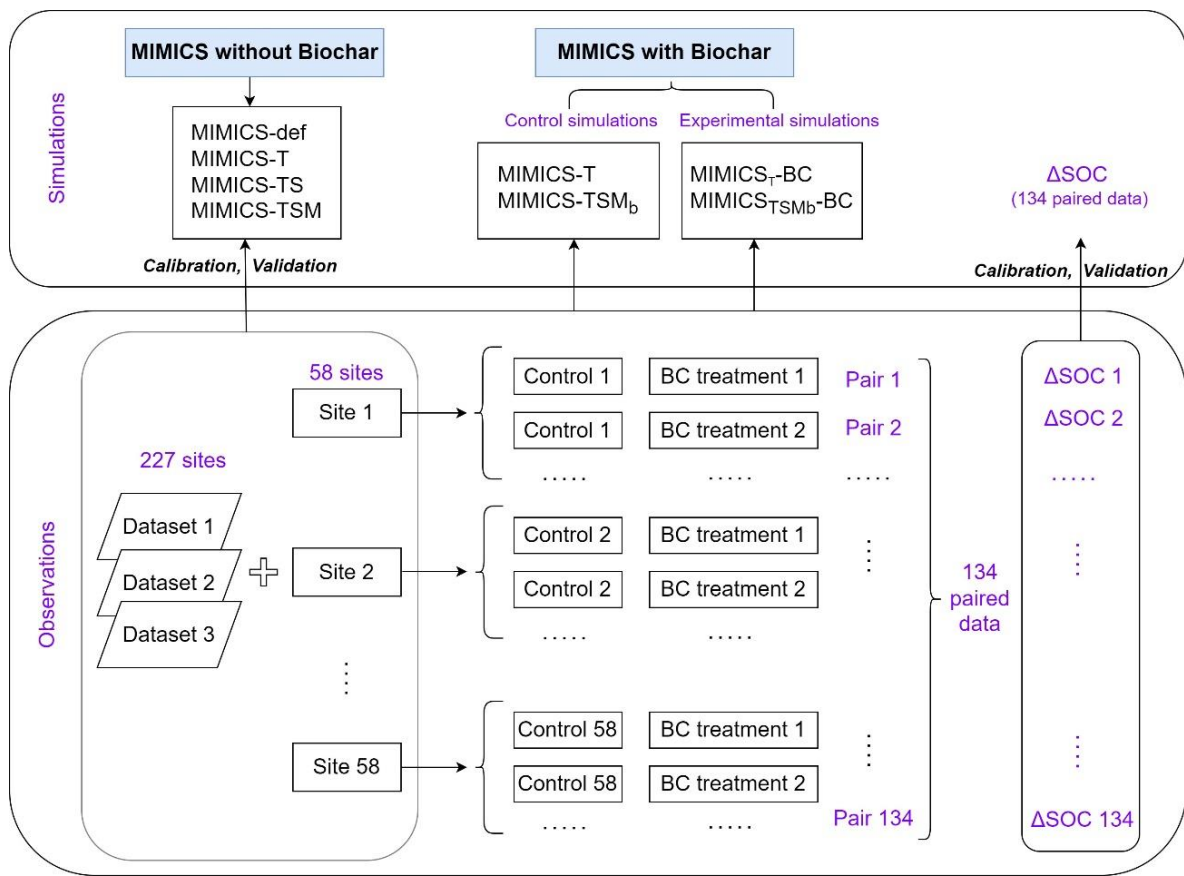 MIMICS without Biochar
MIMICS with Biochar
Simulations
Control simulations
Experimental simulations
MIMICS-def
MIMICS-T
MIMICS-TS
MIMICS-TSM
MIMICS-T
MIMICS-TSMb
MIMICST-BC
MIMICSTSMb-BC
ΔSOC
(134 paired data)
Calibration, Validation
Calibration, Validation
Observations
227 sites
Dataset 1
Dataset 2
Dataset 3
58 sites
Site 1
Control 1 BC treatment 1 Pair 1
Control 1 BC treatment 2 Pair 2
..... ..... .....
Site 2
Control 2 BC treatment 1
Control 2 BC treatment 2
..... .....
Site 58
Control 58 BC treatment 1
Control 58 BC treatment 2
..... ..... Pair 134
134
paired
data
ΔSOC 1
ΔSOC 2
.....
ΔSOC 134